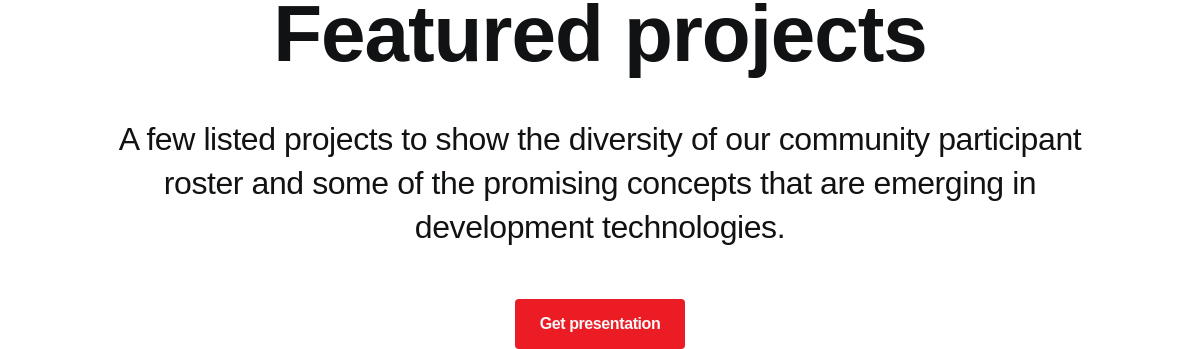 Featured projects
A few listed projects to show the diversity of our community participant
roster and some of the promising concepts that are emerging in
development technologies.
Get presentation